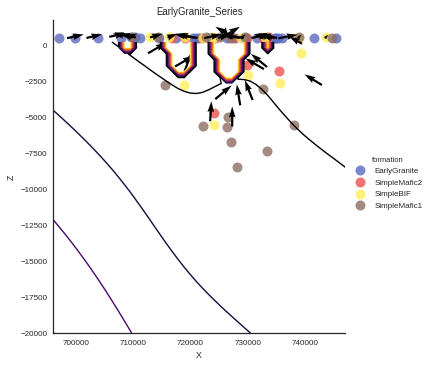 EarlyGranite_Series
0
−2500
−5000
−7500
−10000
−12500
−15000
−17500
−20000
Z
700000 710000 720000 730000 740000
X
formation
EarlyGranite
SimpleMafic2
SimpleBIF
SimpleMafic1